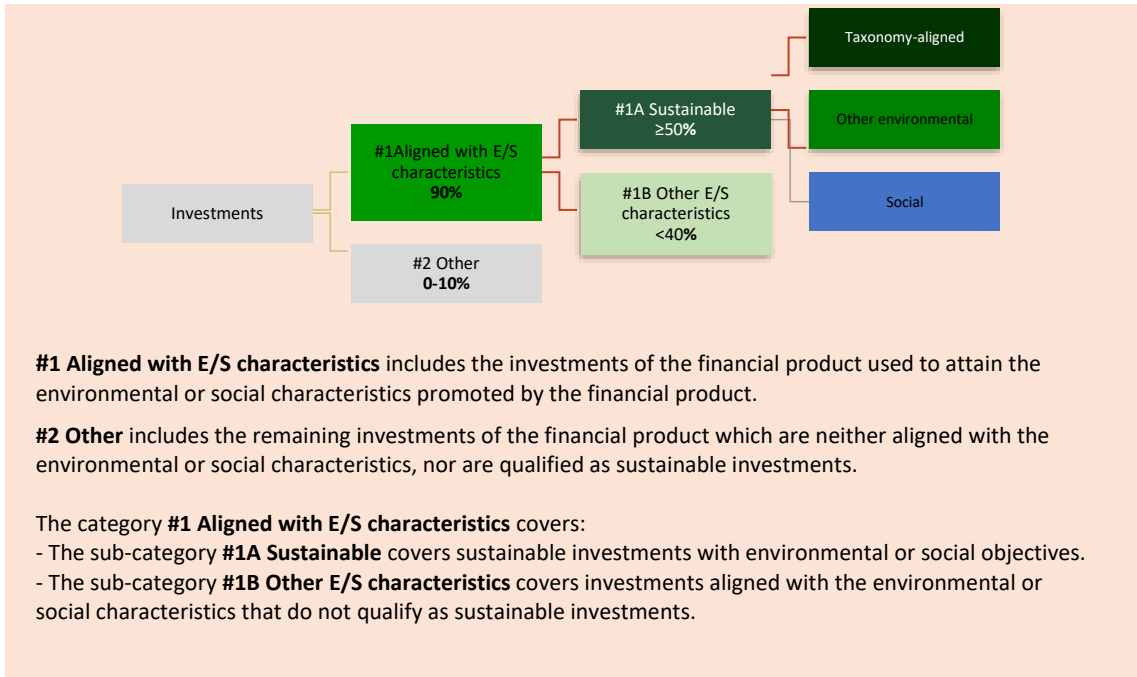 Taxonomy-aligned
#1A Sustainable
≥50%
Other environmental
#1Aligned with E/S
characteristics
90%
Investments
#1B Other E/S
characteristics
<40%
Social
#2 Other
0-10%
#1 Aligned with E/S characteristics includes the investments of the financial product used to attain the
environmental or social characteristics promoted by the financial product.
#2 Other includes the remaining investments of the financial product which are neither aligned with the
environmental or social characteristics, nor are qualified as sustainable investments.
The category #1 Aligned with E/S characteristics covers:
- The sub-category #1A Sustainable covers sustainable investments with environmental or social objectives.
- The sub-category #1B Other E/S characteristics covers investments aligned with the environmental or
social characteristics that do not qualify as sustainable investments.